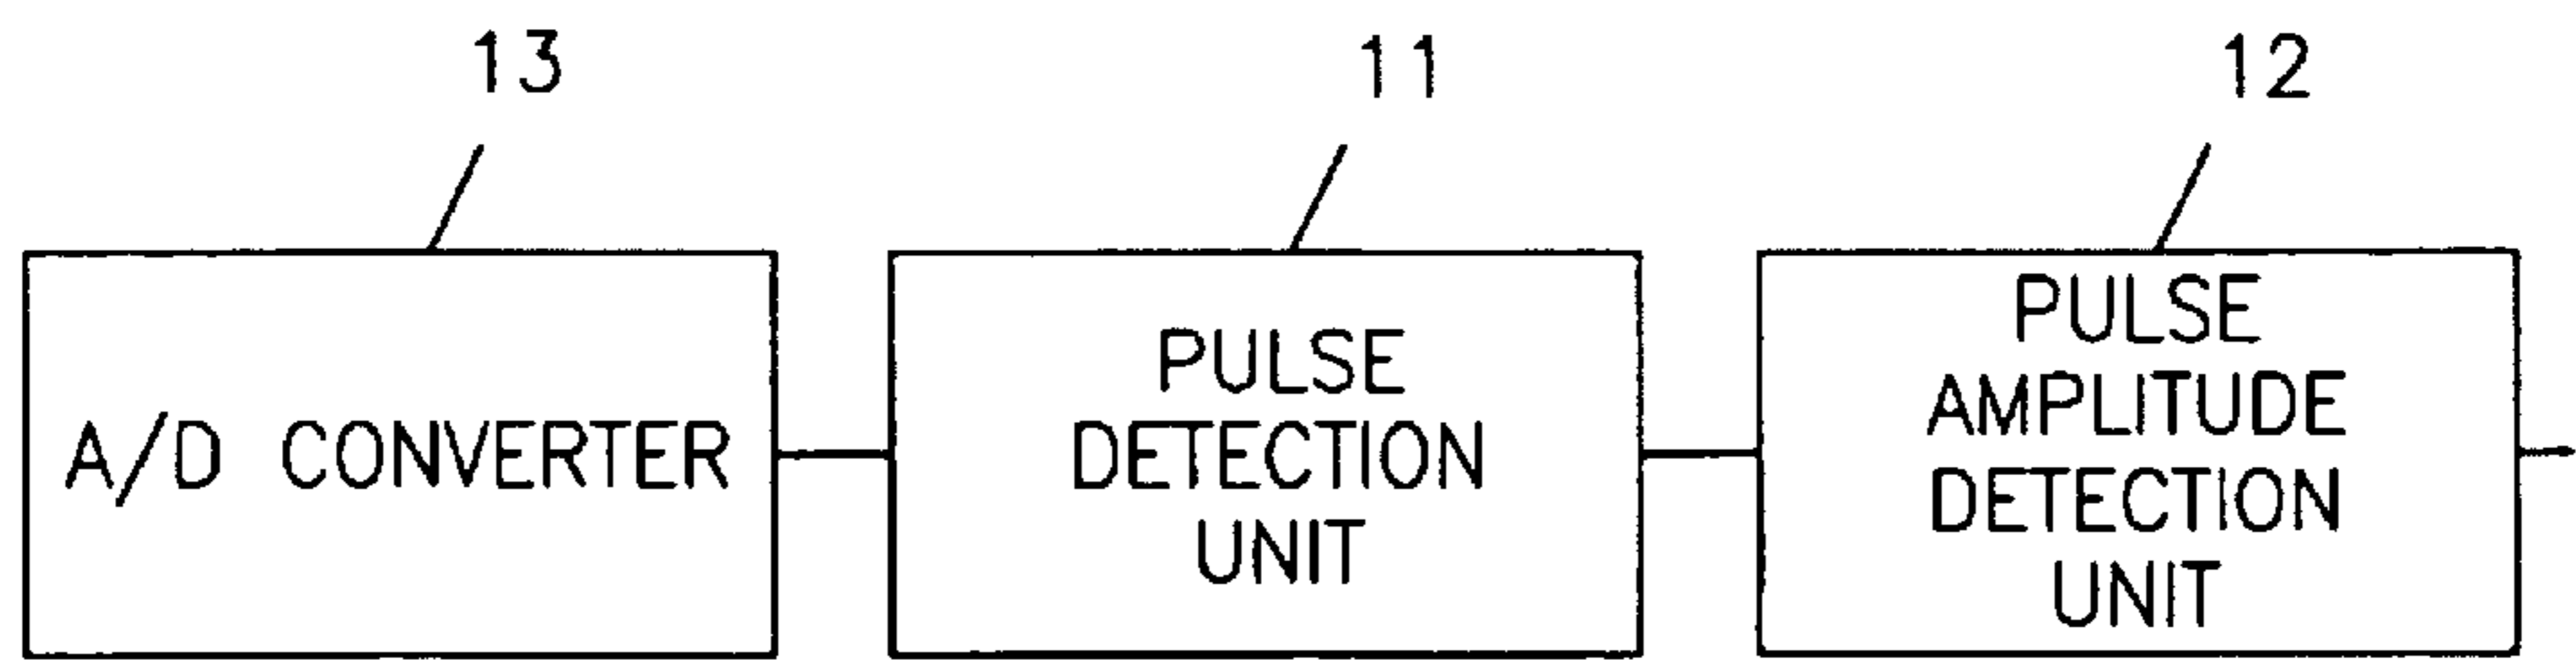 13
11
12
A/D CONVERTER
PULSE
DETECTION
UNIT
PULSE
AMPLITUDE
DETECTION
UNIT